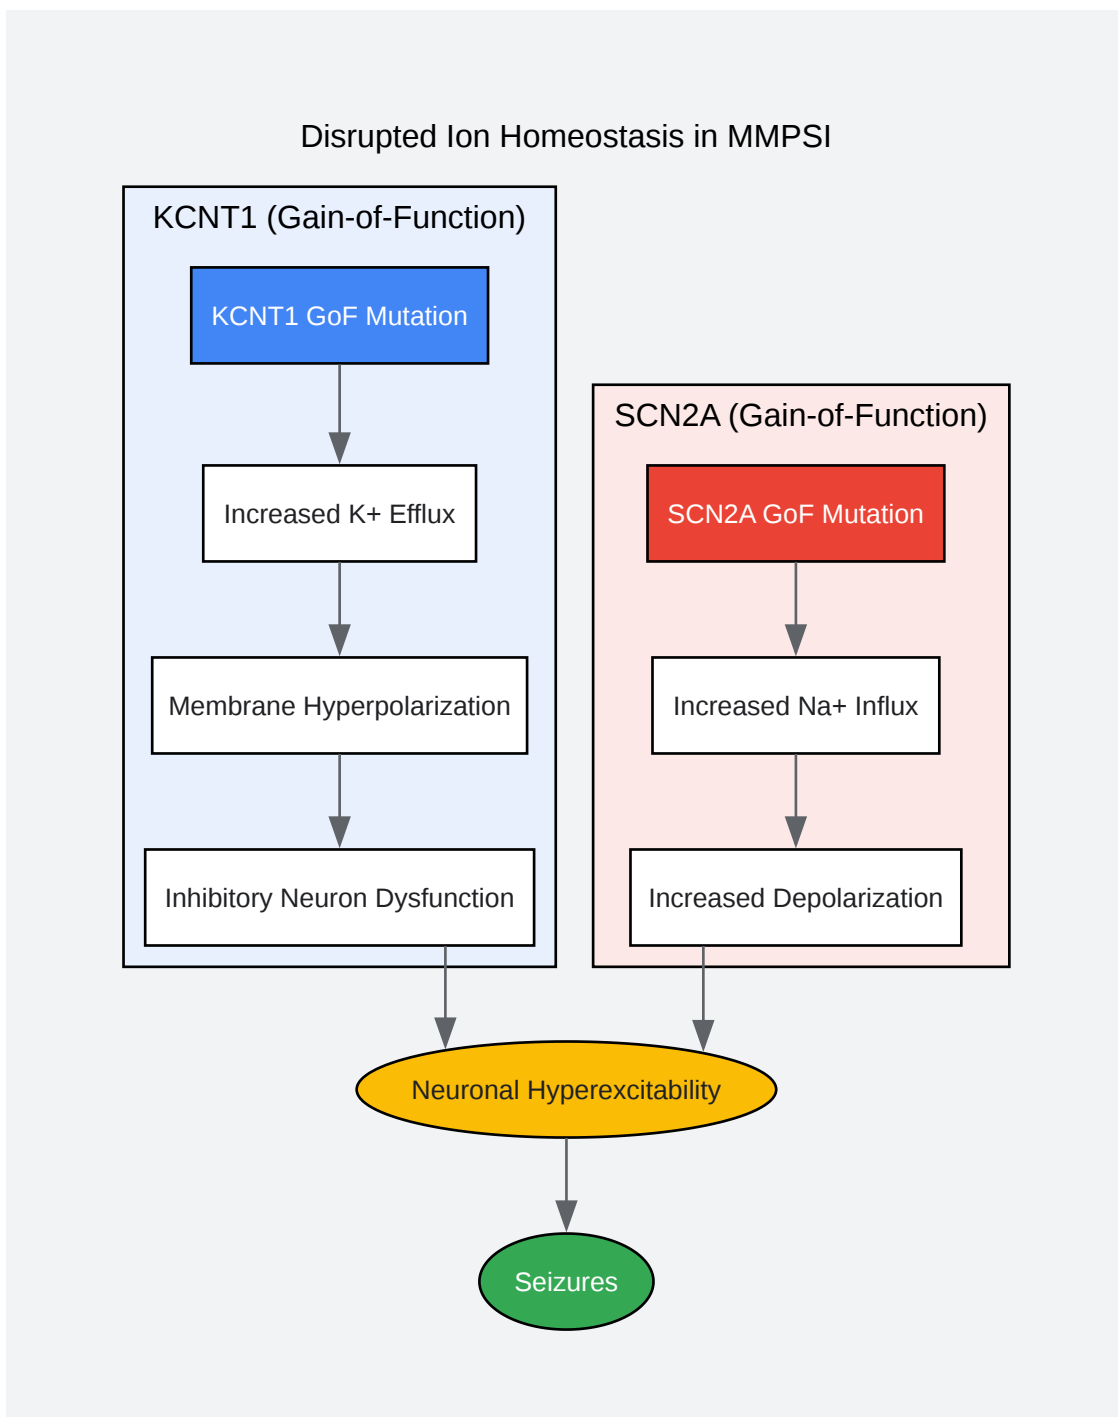 Disrupted Ion Homeostasis in MMPSI
KCNT1 (Gain-of-Function)
KCNT1 GoF Mutation
Increased K+ Efflux
Membrane Hyperpolarization
Inhibitory Neuron Dysfunction
SCN2A (Gain-of-Function)
SCN2A GoF Mutation
Increased Na+ Influx
Increased Depolarization
Neuronal Hyperexcitability
Seizures